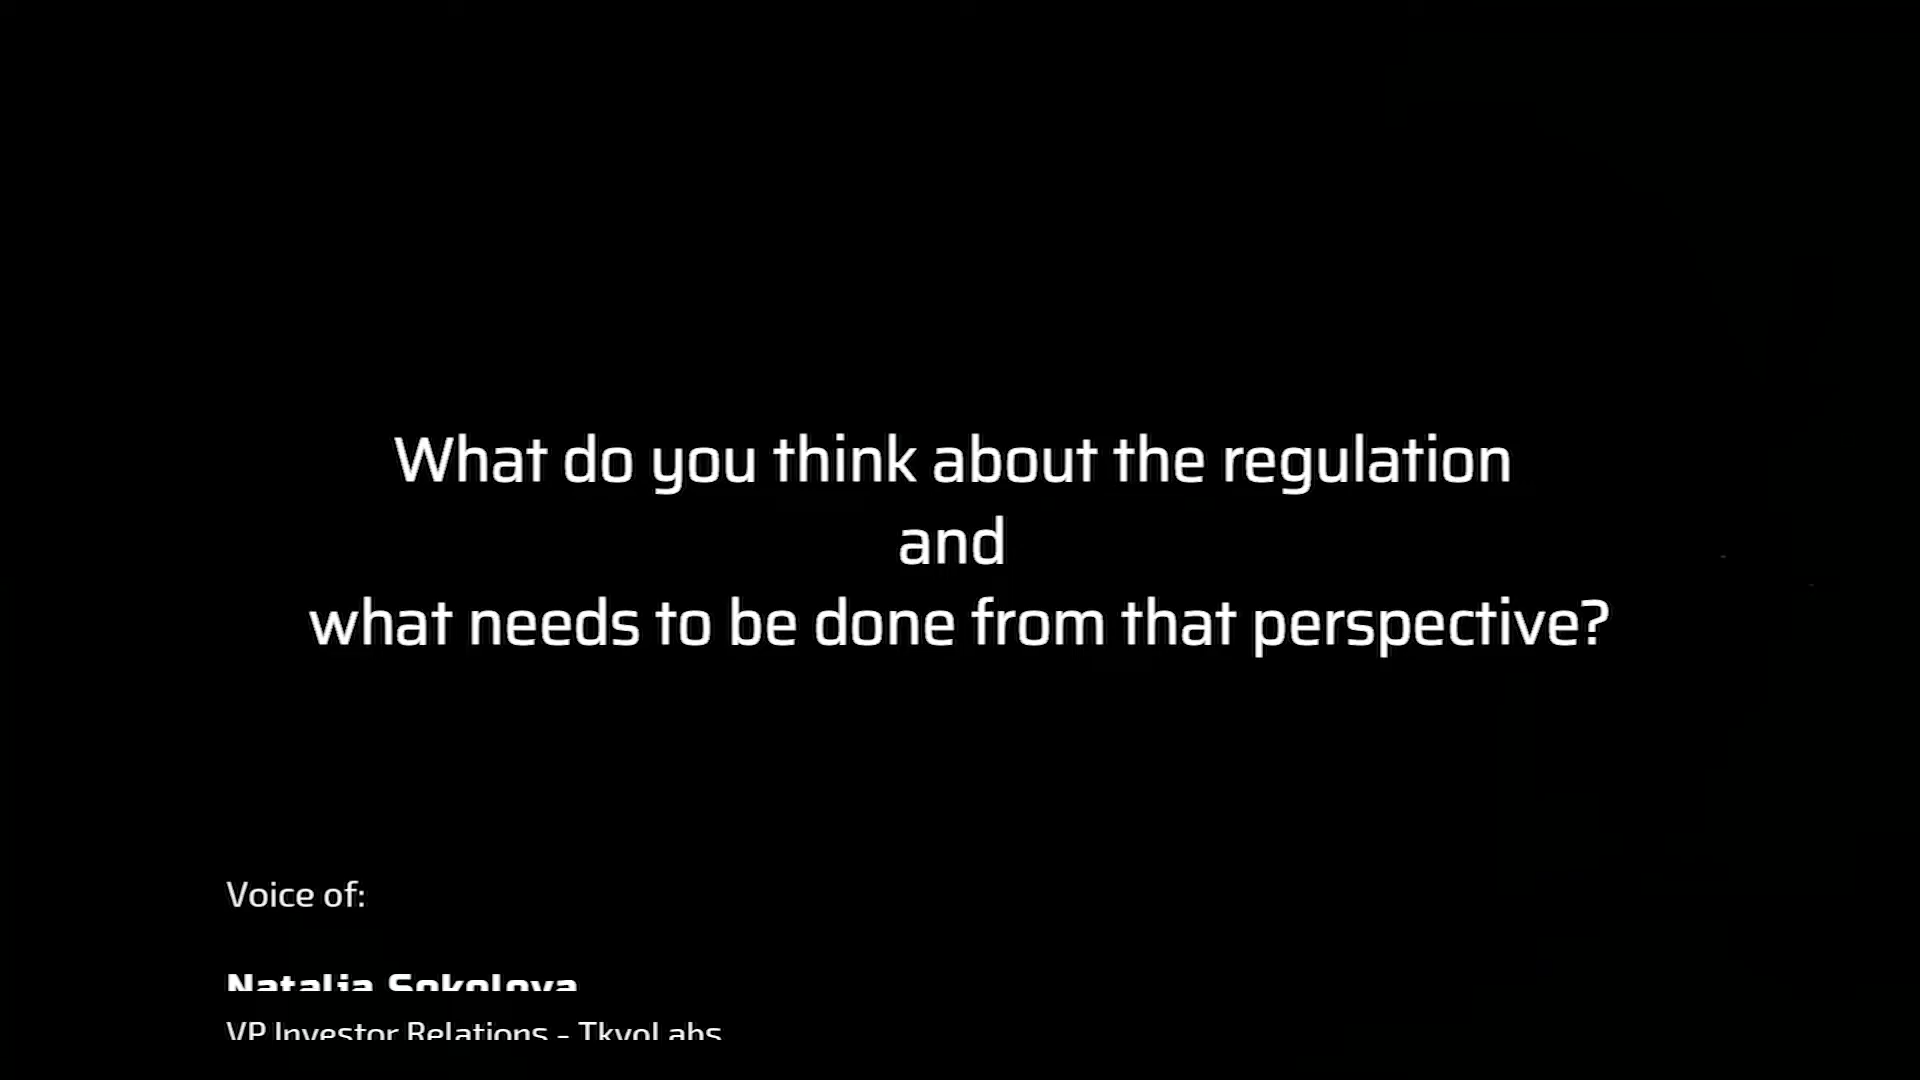 What do you think about the regulation
and
what needs to be done from that perspective?
Voice of:
Natalia Sokolova
VP Investor Relations - TkyoLabs